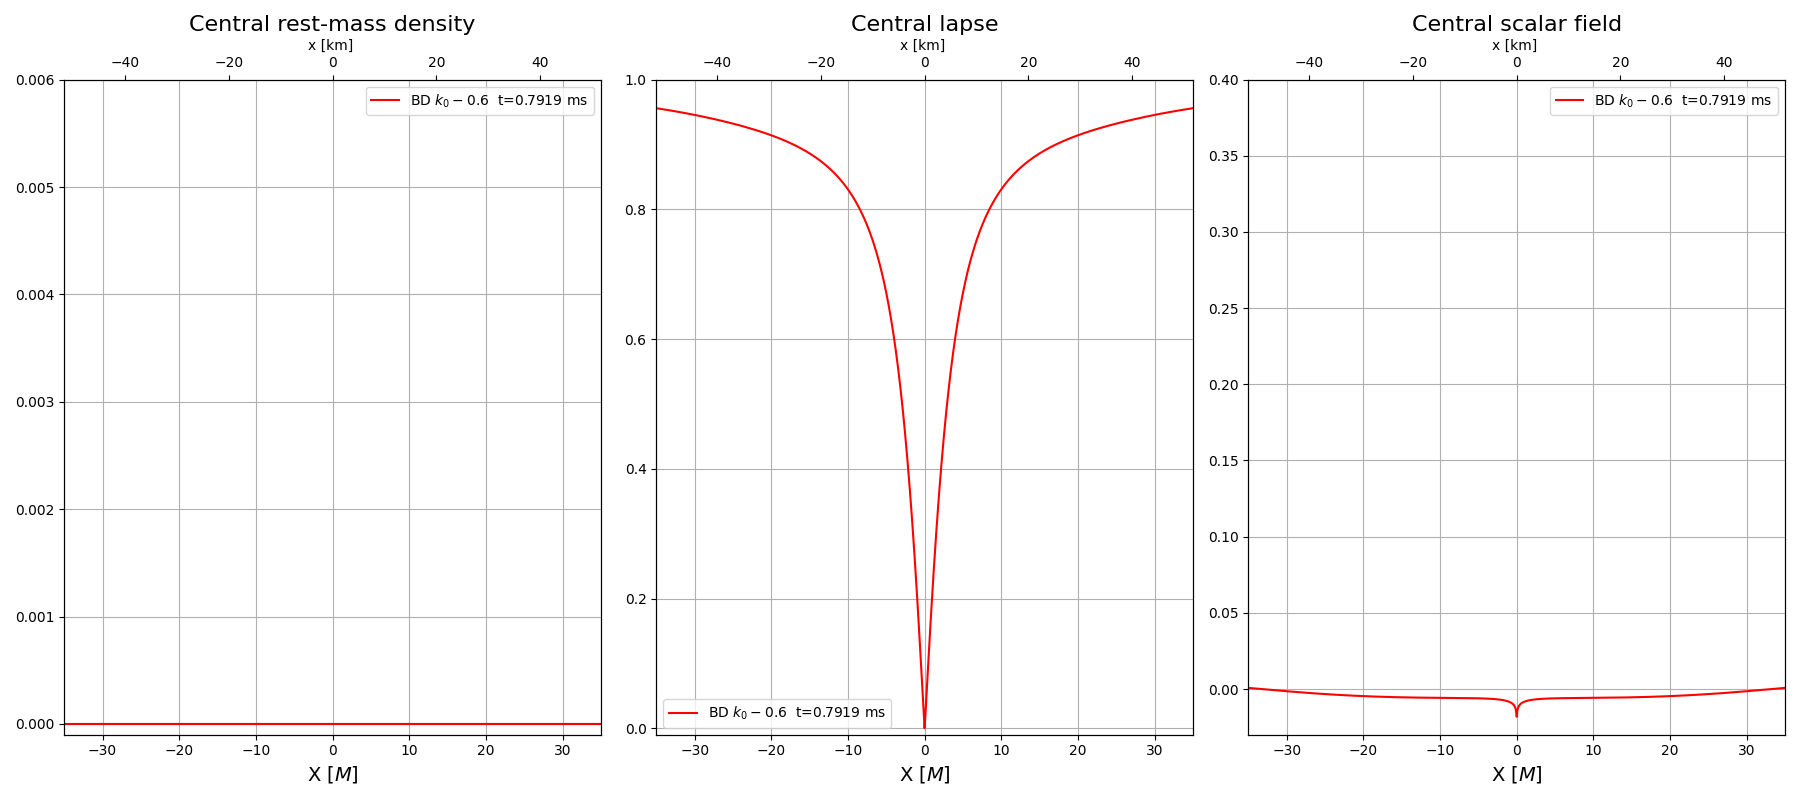 Central rest-mass density
x [km]
−40 −20 0 20 40
0.006
0.005
0.004
0.003
0.002
0.001
0.000
BD k₀ − 0.6 t=0.7919 ms
−30 −20 −10 0 10 20 30
X [M]
Central lapse
x [km]
−40 −20 0 20 40
1.0
0.8
0.6
0.4
0.2
0.0
BD k₀ − 0.6 t=0.7919 ms
−30 −20 −10 0 10 20 30
X [M]
Central scalar field
x [km]
−40 −20 0 20 40
0.40
0.35
0.30
0.25
0.20
0.15
0.10
0.05
0.00
BD k₀ − 0.6 t=0.7919 ms
−30 −20 −10 0 10 20 30
X [M]